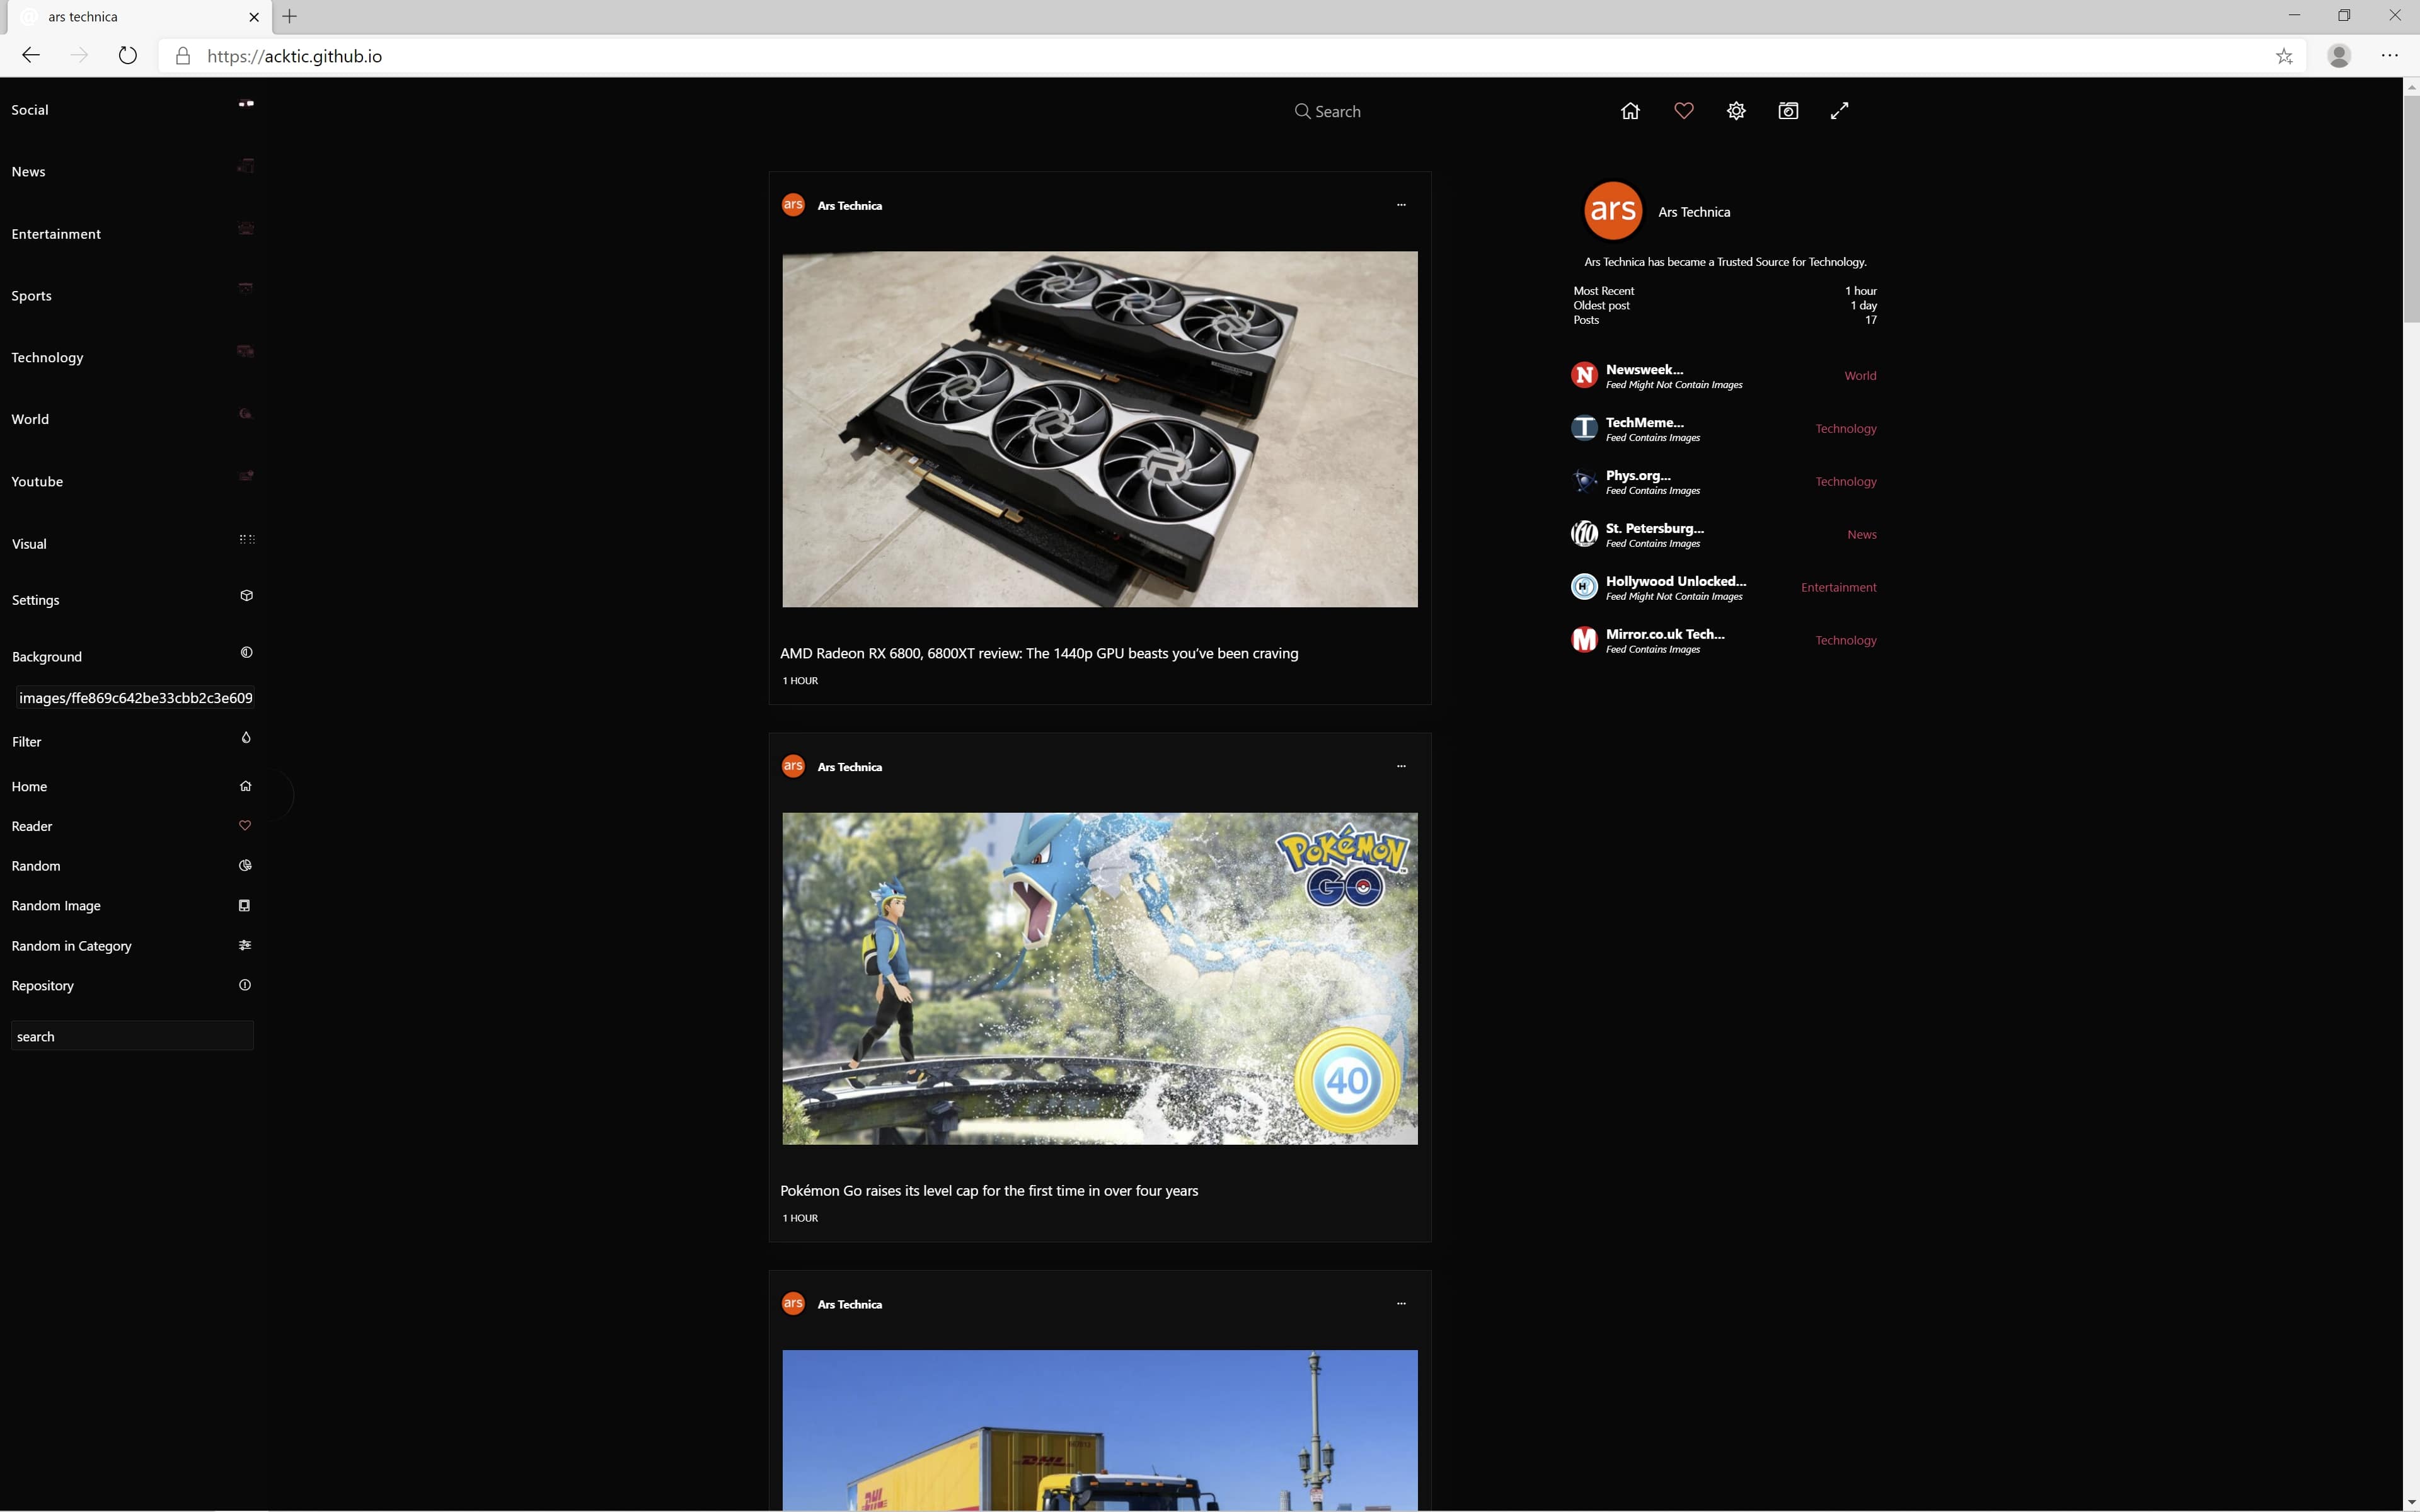 ars technica
https://acktic.github.io
Social
News
Entertainment
Sports
Technology
World
Youtube
Visual
Settings
Background
images/ffe869c642be33cbb2c3e609
Filter
Home
Reader
Random
Random Image
Random in Category
Repository
search
Search
ars Ars Technica ...
AMD Radeon RX 6800, 6800XT review: The 1440p GPU beasts you've been craving
1 HOUR
ars Ars Technica ...
POKÉMON
GO
40
Pokémon Go raises its level cap for the first time in over four years
1 HOUR
ars Ars Technica ...
DHL
DHL
ars Ars Technica
Ars Technica has became a Trusted Source for Technology.
Most Recent 1 hour
Oldest post 1 day
Posts 17
N Newsweek... World
Feed Might Not Contain Images
T TechMeme... Technology
Feed Contains Images
Phys.org... Technology
Feed Contains Images
St. Petersburg... News
Feed Contains Images
H Hollywood Unlocked... Entertainment
Feed Might Not Contain Images
M Mirror.co.uk Tech... Technology
Feed Contains Images